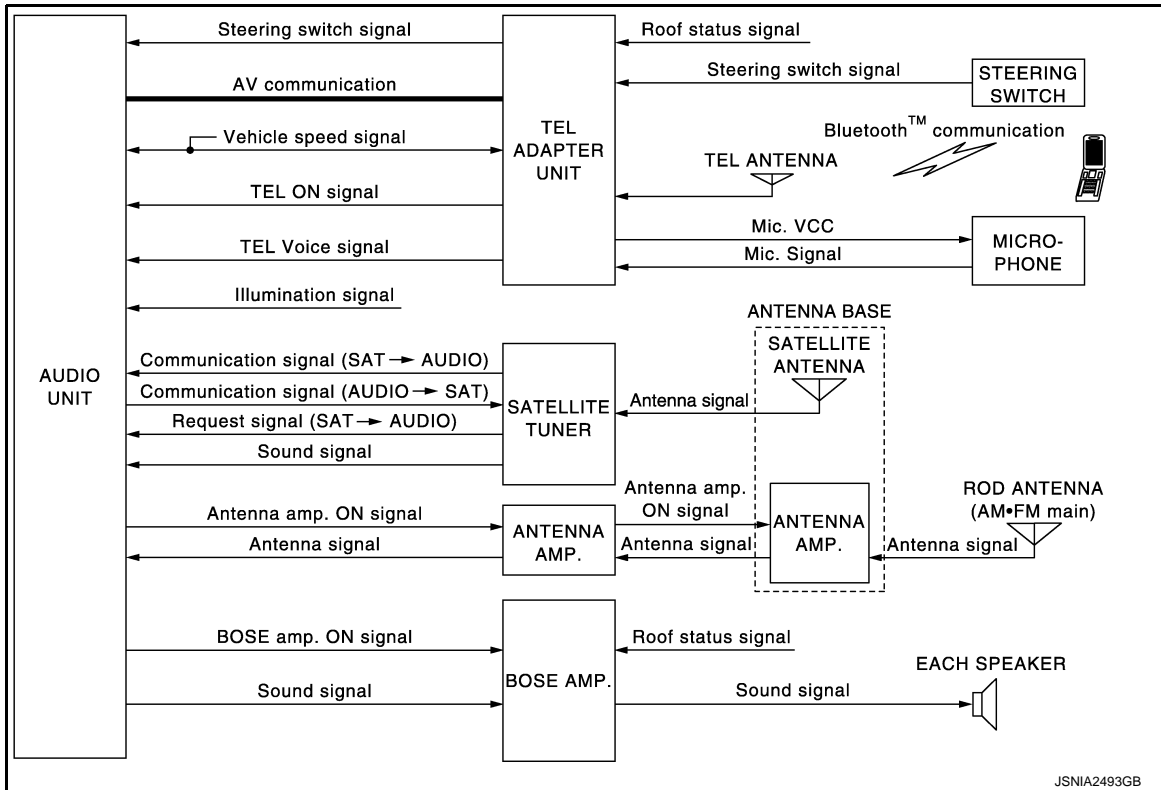 Steering switch signal
Roof status signal
Steering switch signal
STEERING
SWITCH
AV communication
Vehicle speed signal
TEL
ADAPTER
UNIT
Bluetooth™ communication
TEL ANTENNA
TEL ON signal
Mic. VCC
TEL Voice signal
Mic. Signal
MICRO-
PHONE
Illumination signal
AUDIO
UNIT
ANTENNA BASE
SATELLITE
ANTENNA
Communication signal (SAT → AUDIO)
Communication signal (AUDIO → SAT)
Request signal (SAT → AUDIO)
Sound signal
SATELLITE
TUNER
Antenna signal
Antenna amp. ON signal
Antenna signal
ANTENNA
AMP.
Antenna amp.
ON signal
Antenna signal
ANTENNA
AMP.
ROD ANTENNA
(AM•FM main)
Antenna signal
BOSE amp. ON signal
Sound signal
BOSE AMP.
Roof status signal
Sound signal
EACH SPEAKER
JSNIA2493GB